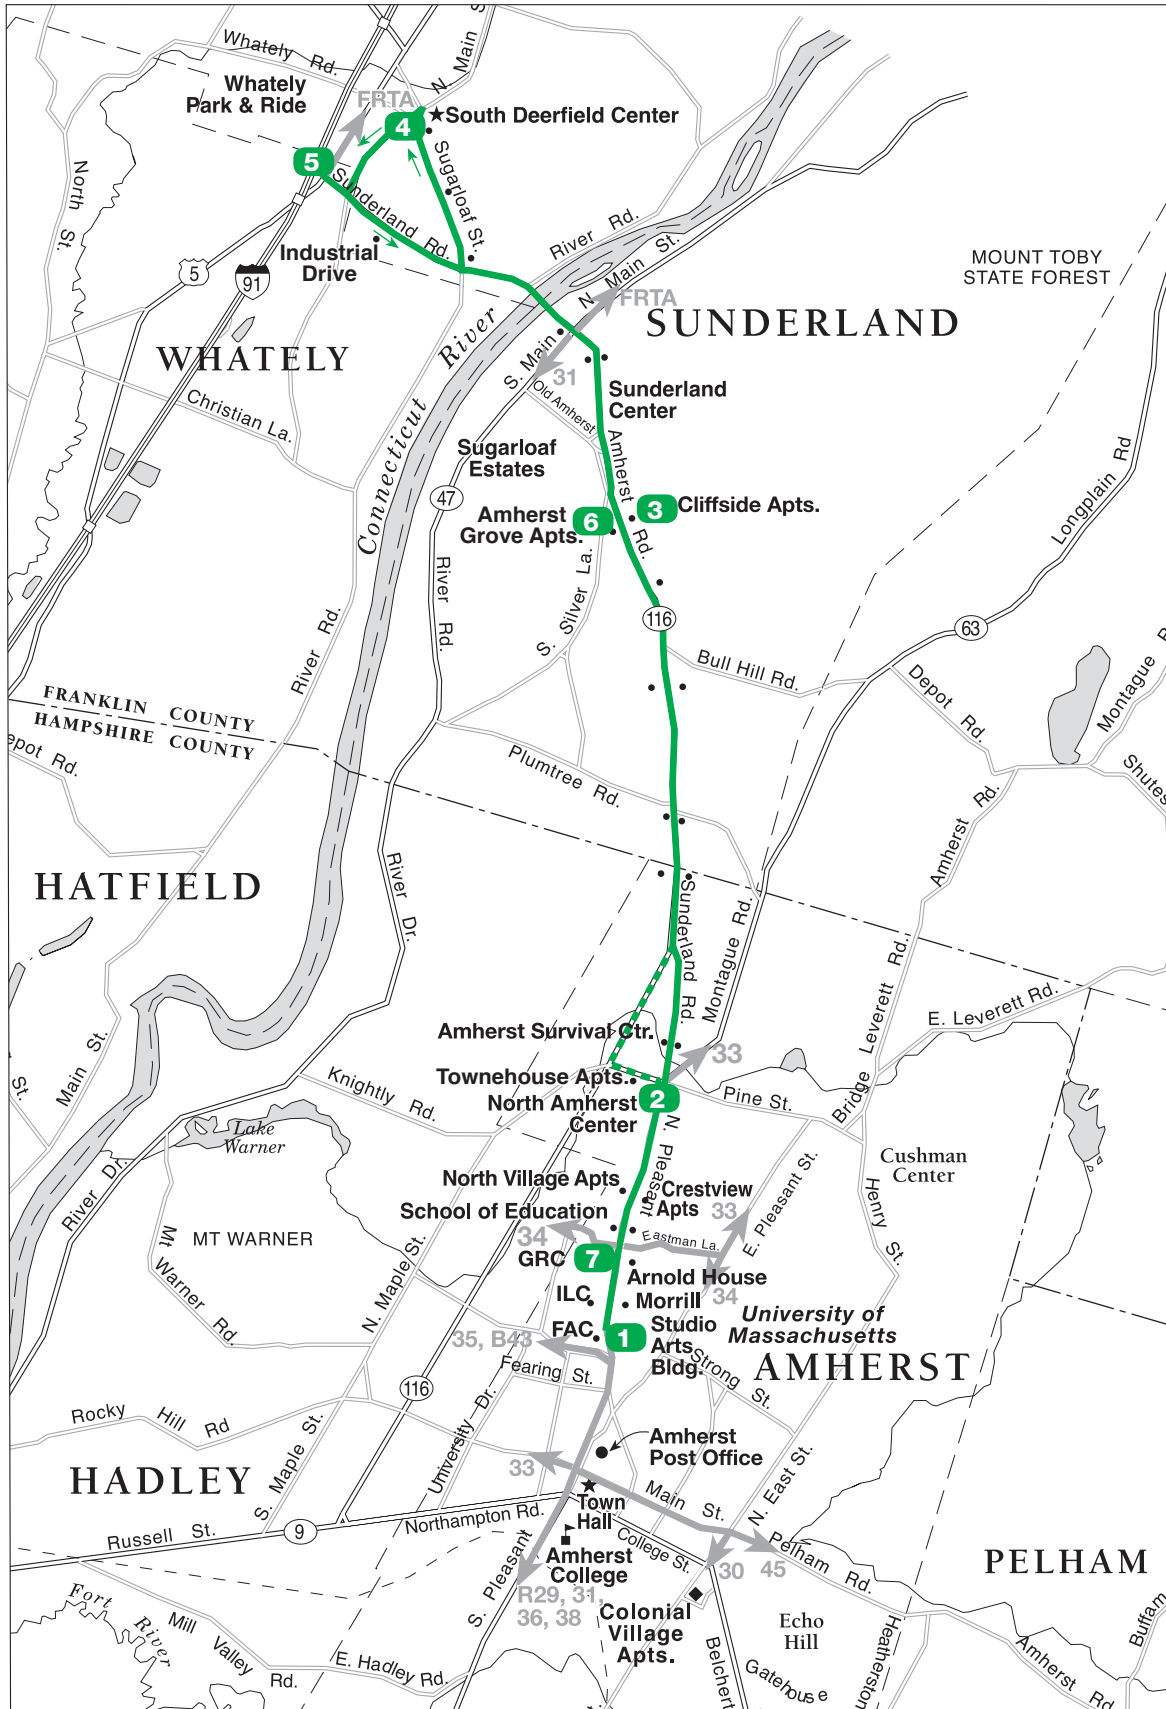 Whately Rd.
N. Main S
Whately
Park & Ride
FRTA
4
South Deerfield Center
5
Sunderland Rd.
Sugarloaf St.
North St.
Industrial
Drive
5
91
River Rd.
N. Main St.
FRTA
MOUNT TOBY
STATE FOREST
SUNDERLAND
WHATELY
Connecticut River
S. Main
31
Old Amherst
Sunderland
Center
Christian La.
Amherst Rd.
Sugarloaf
Estates
47
Longplain Rd
3
Cliffside Apts.
6
Amherst
Grove Apts.
River Rd.
S. Silver La.
116
63
River Rd.
Bull Hill Rd.
Depot Rd.
Montague R
FRANKLIN COUNTY
HAMPSHIRE COUNTY
epot Rd.
Plumtree Rd.
Shutes
Amherst Rd.
HATFIELD
River Dr.
Sunderland Rd.
Montague Rd.
Bridge Leverett Rd.
E. Leverett Rd.
Amherst Survival Ctr.
33
Main St.
St.
Knightly Rd.
Townehouse Apts.
2
North Amherst
Center
Pine St.
Lake
Warner
N. Pleasant
Cushman
Center
River Dr.
North Village Apts
Crestview
Apts
33
E. Pleasant St.
Henry St.
School of Education
34
Eastman La.
MT WARNER
Mt Warner Rd.
N. Maple St.
GRC
7
Arnold House
34
ILC
Morrill
University of
Massachusetts
FAC
1
Studio
Arts
Bldg.
35, B43
AMHERST
Fearing St.
Strong St.
116
Rocky Hill Rd
University Dr.
Amherst
Post Office
HADLEY
S. Maple St.
33
Main St.
N. East St.
Town
Hall
Russell St.
9
Northampton Rd.
College St.
Pelham Rd.
Amherst
College
30
45
PELHAM
S. Pleasant
R29, 31,
36, 38
Fort River
Mill Valley Rd.
Colonial
Village
Apts.
Echo
Hill
E. Hadley Rd.
Belchert
Gatehouse
Heatherston
Amherst Rd
Buffam